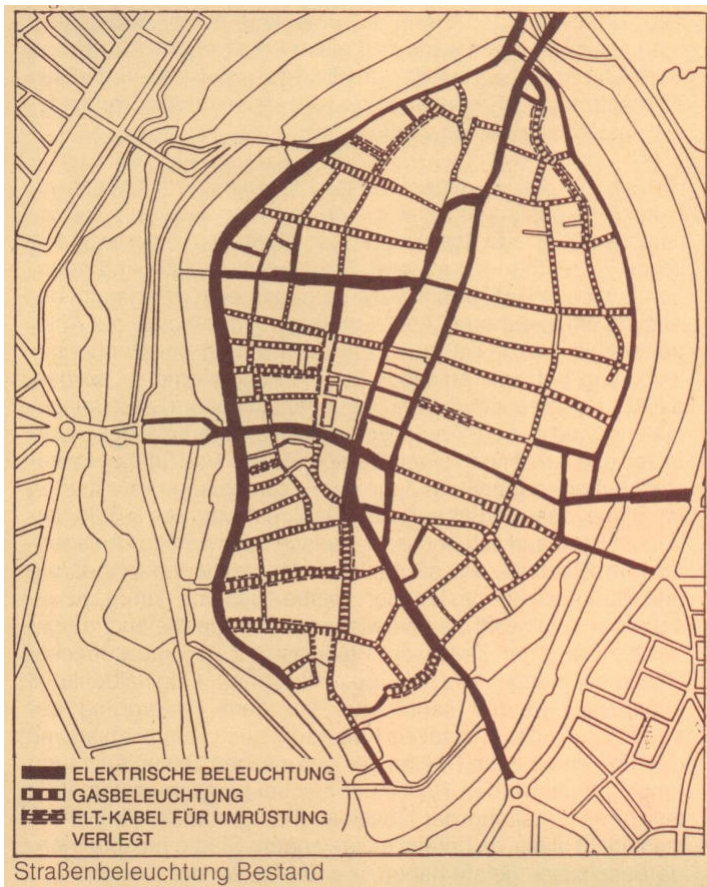 ELEKTRISCHE BELEUCHTUNG
GASBELEUCHTUNG
ELT.-KABEL FÜR UMRÜSTUNG
VERLEGT
Straßenbeleuchtung Bestand